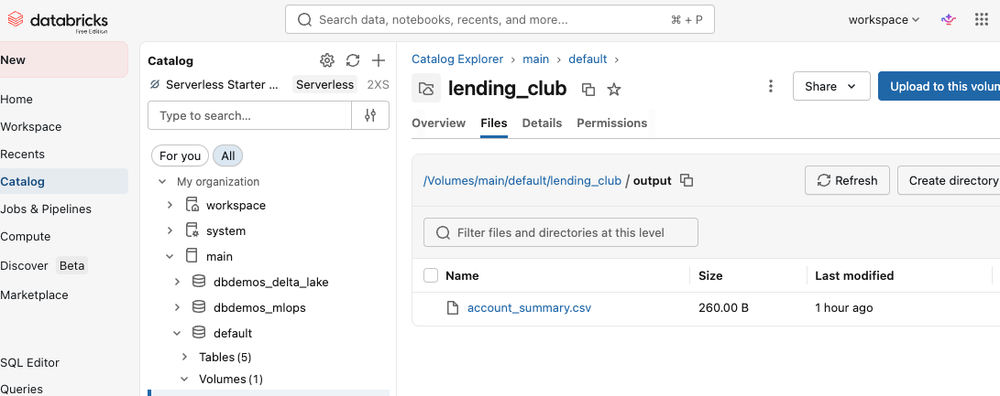 databricks
Free Edition
Search data, notebooks, recents, and more...
⌘ + P
workspace
New
Home
Workspace
Recents
Catalog
Jobs & Pipelines
Compute
Discover Beta
Marketplace
SQL Editor
Queries
Catalog
Serverless Starter ... Serverless 2XS
Type to search...
For you All
My organization
workspace
system
main
dbdemos_delta_lake
dbdemos_mlops
default
Tables (5)
Volumes (1)
Catalog Explorer > main > default >
lending_club
Share
Upload to this volum
Overview Files Details Permissions
/Volumes/main/default/lending_club / output
Refresh
Create directory
Filter files and directories at this level
Name Size Last modified
account_summary.csv 260.00 B 1 hour ago